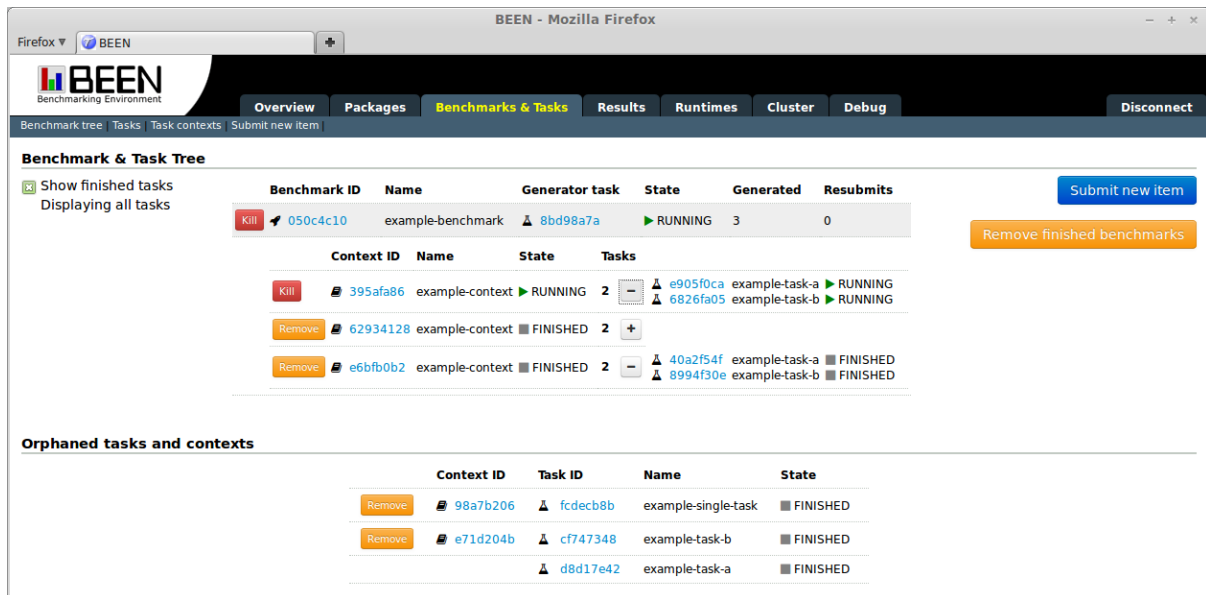 BEEN - Mozilla Firefox
Firefox BEEN
BEEN
Benchmarking Environment
Overview Packages Benchmarks & Tasks Results Runtimes Cluster Debug Disconnect
Benchmark tree | Tasks | Task contexts | Submit new item |
Benchmark & Task Tree
Show finished tasks
Displaying all tasks
Benchmark ID Name Generator task State Generated Resubmits
Kill 050c4c10 example-benchmark 8bd98a7a RUNNING 3 0
Submit new item
Remove finished benchmarks
Context ID Name State Tasks
Kill 395afa86 example-context RUNNING 2 −
e905f0ca example-task-a RUNNING
6826fa05 example-task-b RUNNING
Remove 62934128 example-context FINISHED 2 +
Remove e6bfb0b2 example-context FINISHED 2 −
40a2f54f example-task-a FINISHED
8994f30e example-task-b FINISHED
Orphaned tasks and contexts
Context ID Task ID Name State
Remove 98a7b206 fcdecb8b example-single-task FINISHED
Remove e71d204b cf747348 example-task-b FINISHED
d8d17e42 example-task-a FINISHED